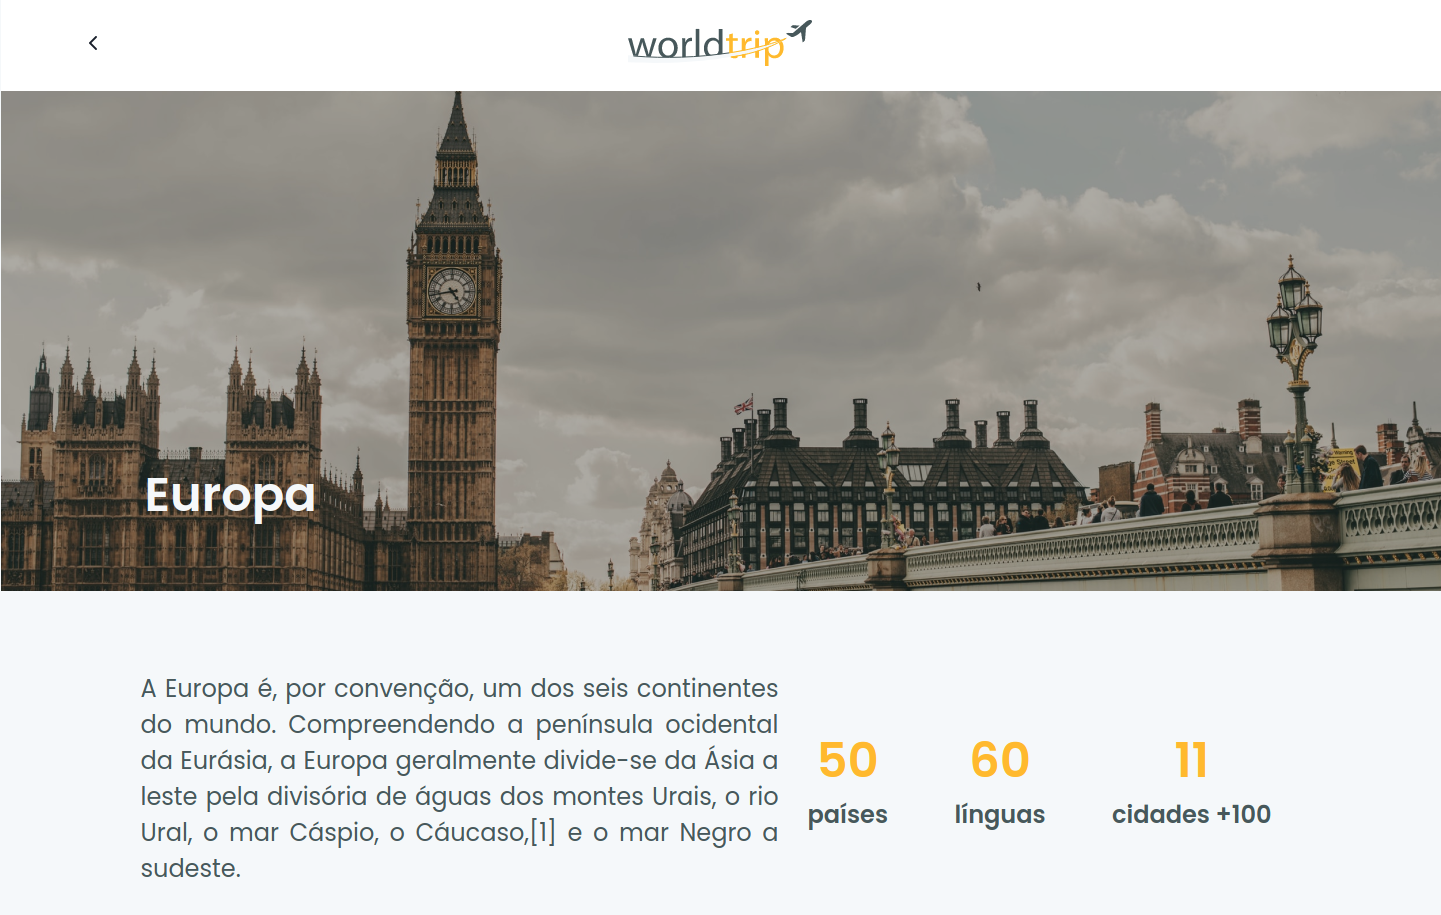 worldtrip
Europa
A Europa é, por convenção, um dos seis continentes
do mundo. Compreendendo a península ocidental
da Eurásia, a Europa geralmente divide-se da Ásia a
leste pela divisória de águas dos montes Urais, o rio
Ural, o mar Cáspio, o Cáucaso,[1] e o mar Negro a
sudeste.
50
países
60
línguas
11
cidades +100